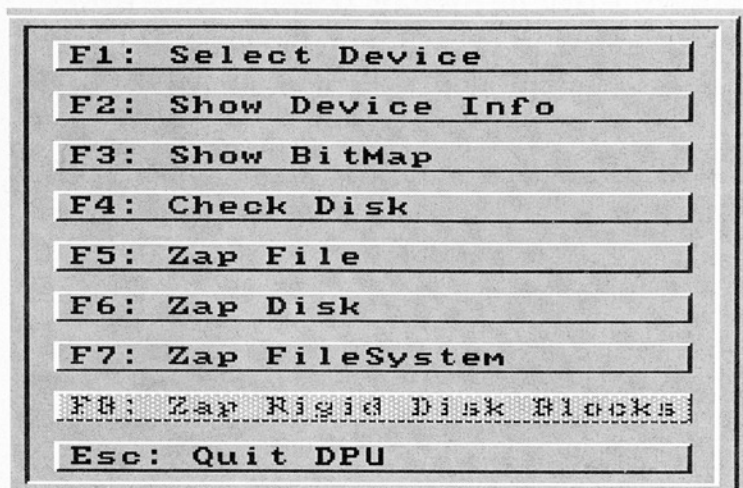 F1: Select Device
F2: Show Device Info
F3: Show BitMap
F4: Check Disk
F5: Zap File
F6: Zap Disk
F7: Zap FileSystem
F8: Zap Rigid Disk Blocks
Esc: Quit DPU